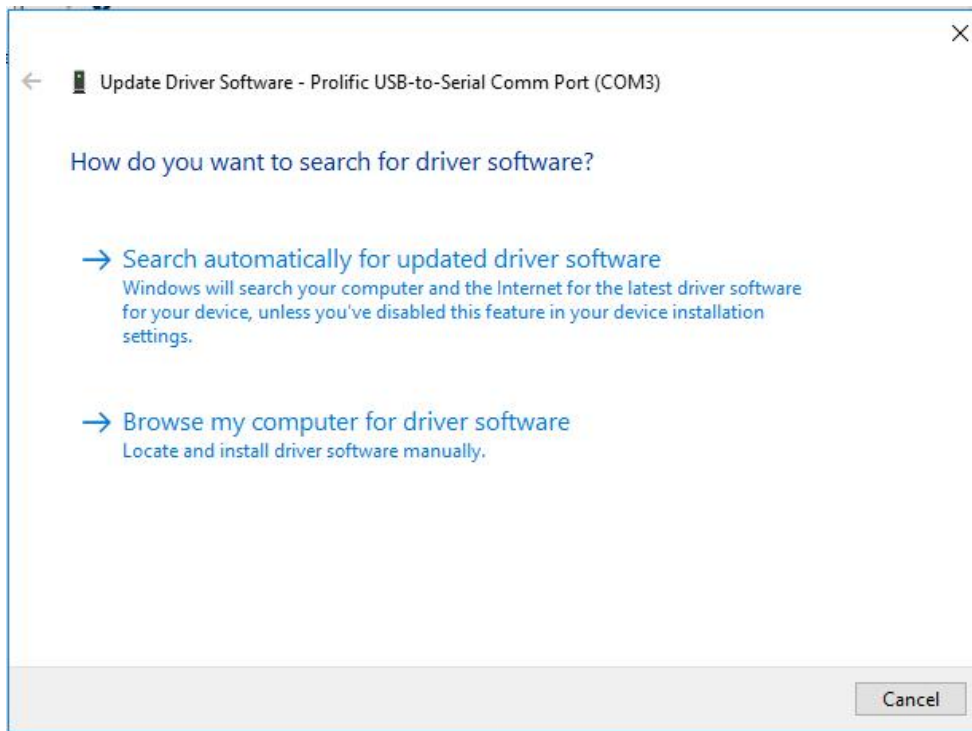 Update Driver Software - Prolific USB-to-Serial Comm Port (COM3)
How do you want to search for driver software?
Search automatically for updated driver software
Windows will search your computer and the Internet for the latest driver software
for your device, unless you've disabled this feature in your device installation
settings.
Browse my computer for driver software
Locate and install driver software manually.
Cancel